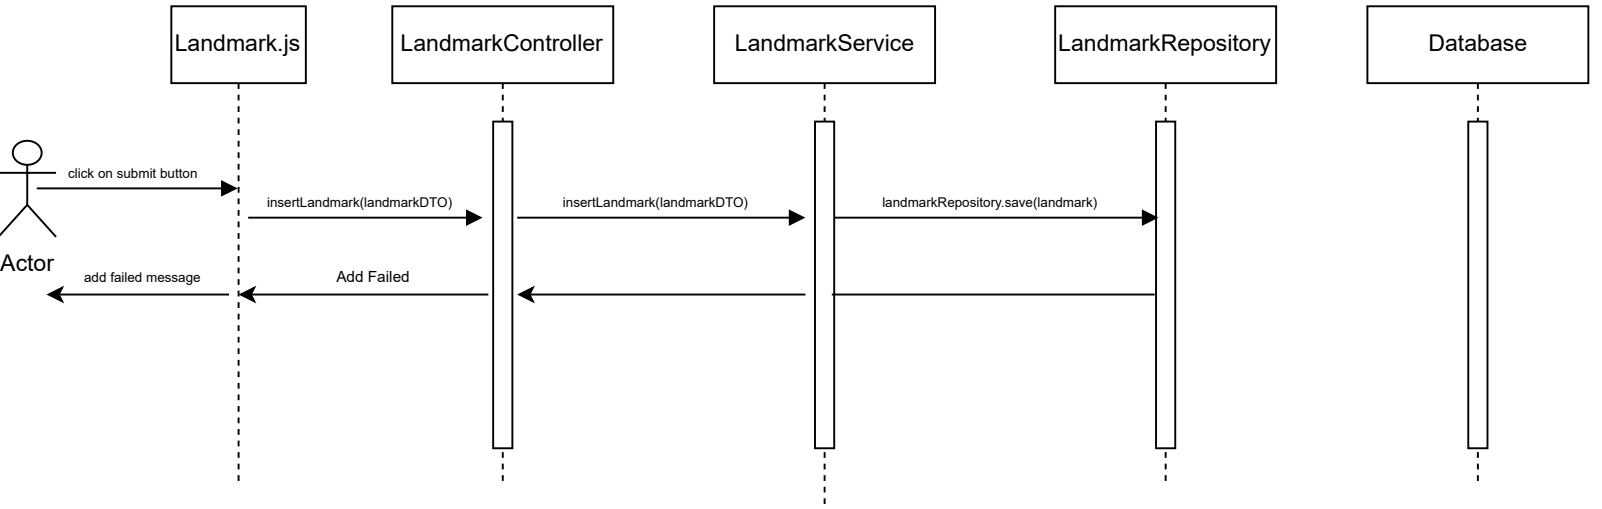 Landmark.js
LandmarkController
LandmarkService
LandmarkRepository
Database
click on submit button
insertLandmark(landmarkDTO)
insertLandmark(landmarkDTO)
landmarkRepository.save(landmark)
Actor
add failed message
Add Failed